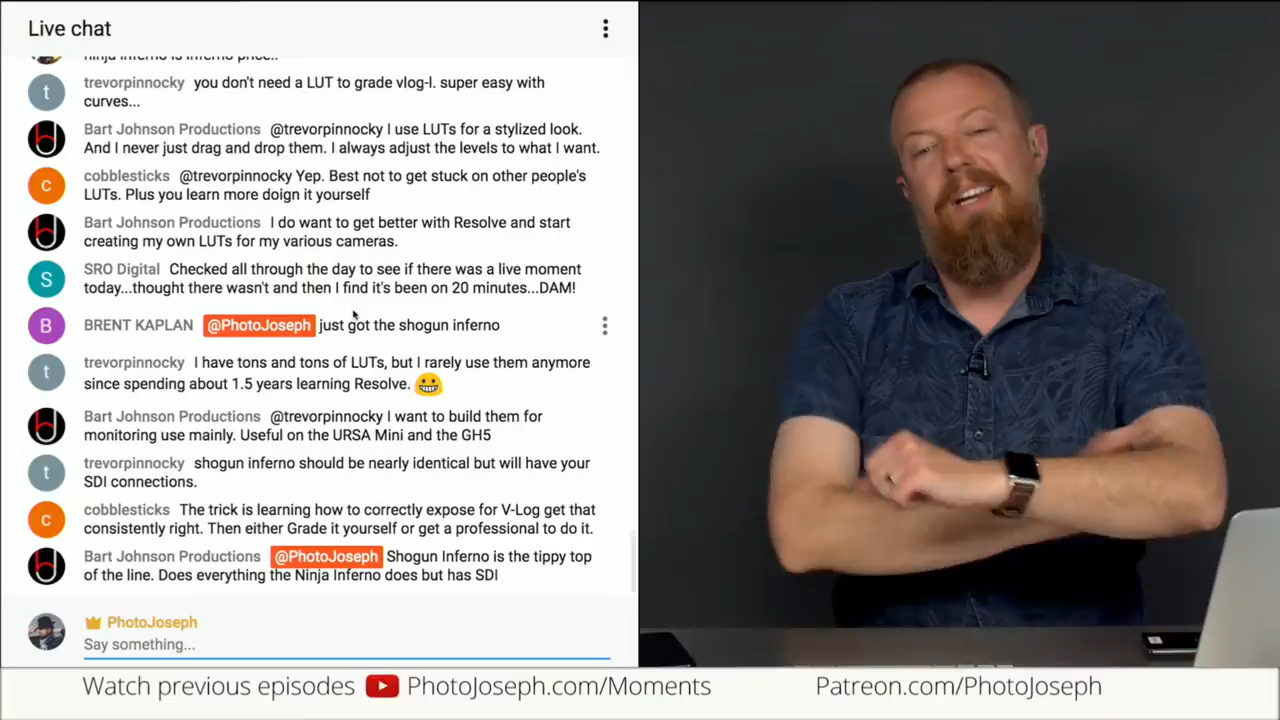 Live chat
ninja inferno is inferno price..
t trevorpinnocky you don't need a LUT to grade vlog-l. super easy with
curves...
Bart Johnson Productions @trevorpinnocky I use LUTs for a stylized look.
And I never just drag and drop them. I always adjust the levels to what I want.
c cobblesticks @trevorpinnocky Yep. Best not to get stuck on other people's
LUTs. Plus you learn more doign it yourself
Bart Johnson Productions I do want to get better with Resolve and start
creating my own LUTs for my various cameras.
S SRO Digital Checked all through the day to see if there was a live moment
today...thought there wasn't and then I find it's been on 20 minutes...DAM!
B BRENT KAPLAN @PhotoJoseph just got the shogun inferno
t trevorpinnocky I have tons and tons of LUTs, but I rarely use them anymore
since spending about 1.5 years learning Resolve. 😀
Bart Johnson Productions @trevorpinnocky I want to build them for
monitoring use mainly. Useful on the URSA Mini and the GH5
t trevorpinnocky shogun inferno should be nearly identical but will have your
SDI connections.
c cobblesticks The trick is learning how to correctly expose for V-Log get that
consistently right. Then either Grade it yourself or get a professional to do it.
Bart Johnson Productions @PhotoJoseph Shogun Inferno is the tippy top
of the line. Does everything the Ninja Inferno does but has SDI
PhotoJoseph
Say something...
Watch previous episodes PhotoJoseph.com/Moments
Patreon.com/PhotoJoseph